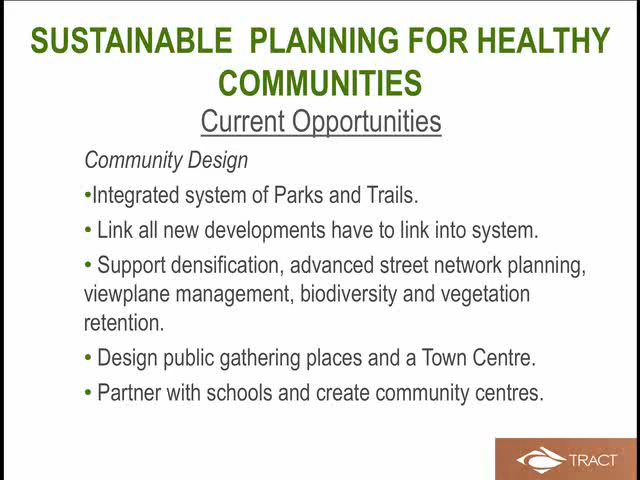 SUSTAINABLE PLANNING FOR HEALTHY
COMMUNITIES
Current Opportunities
Community Design
•Integrated system of Parks and Trails.
• Link all new developments have to link into system.
• Support densification, advanced street network planning,
viewplane management, biodiversity and vegetation
retention.
• Design public gathering places and a Town Centre.
• Partner with schools and create community centres.
TRACT